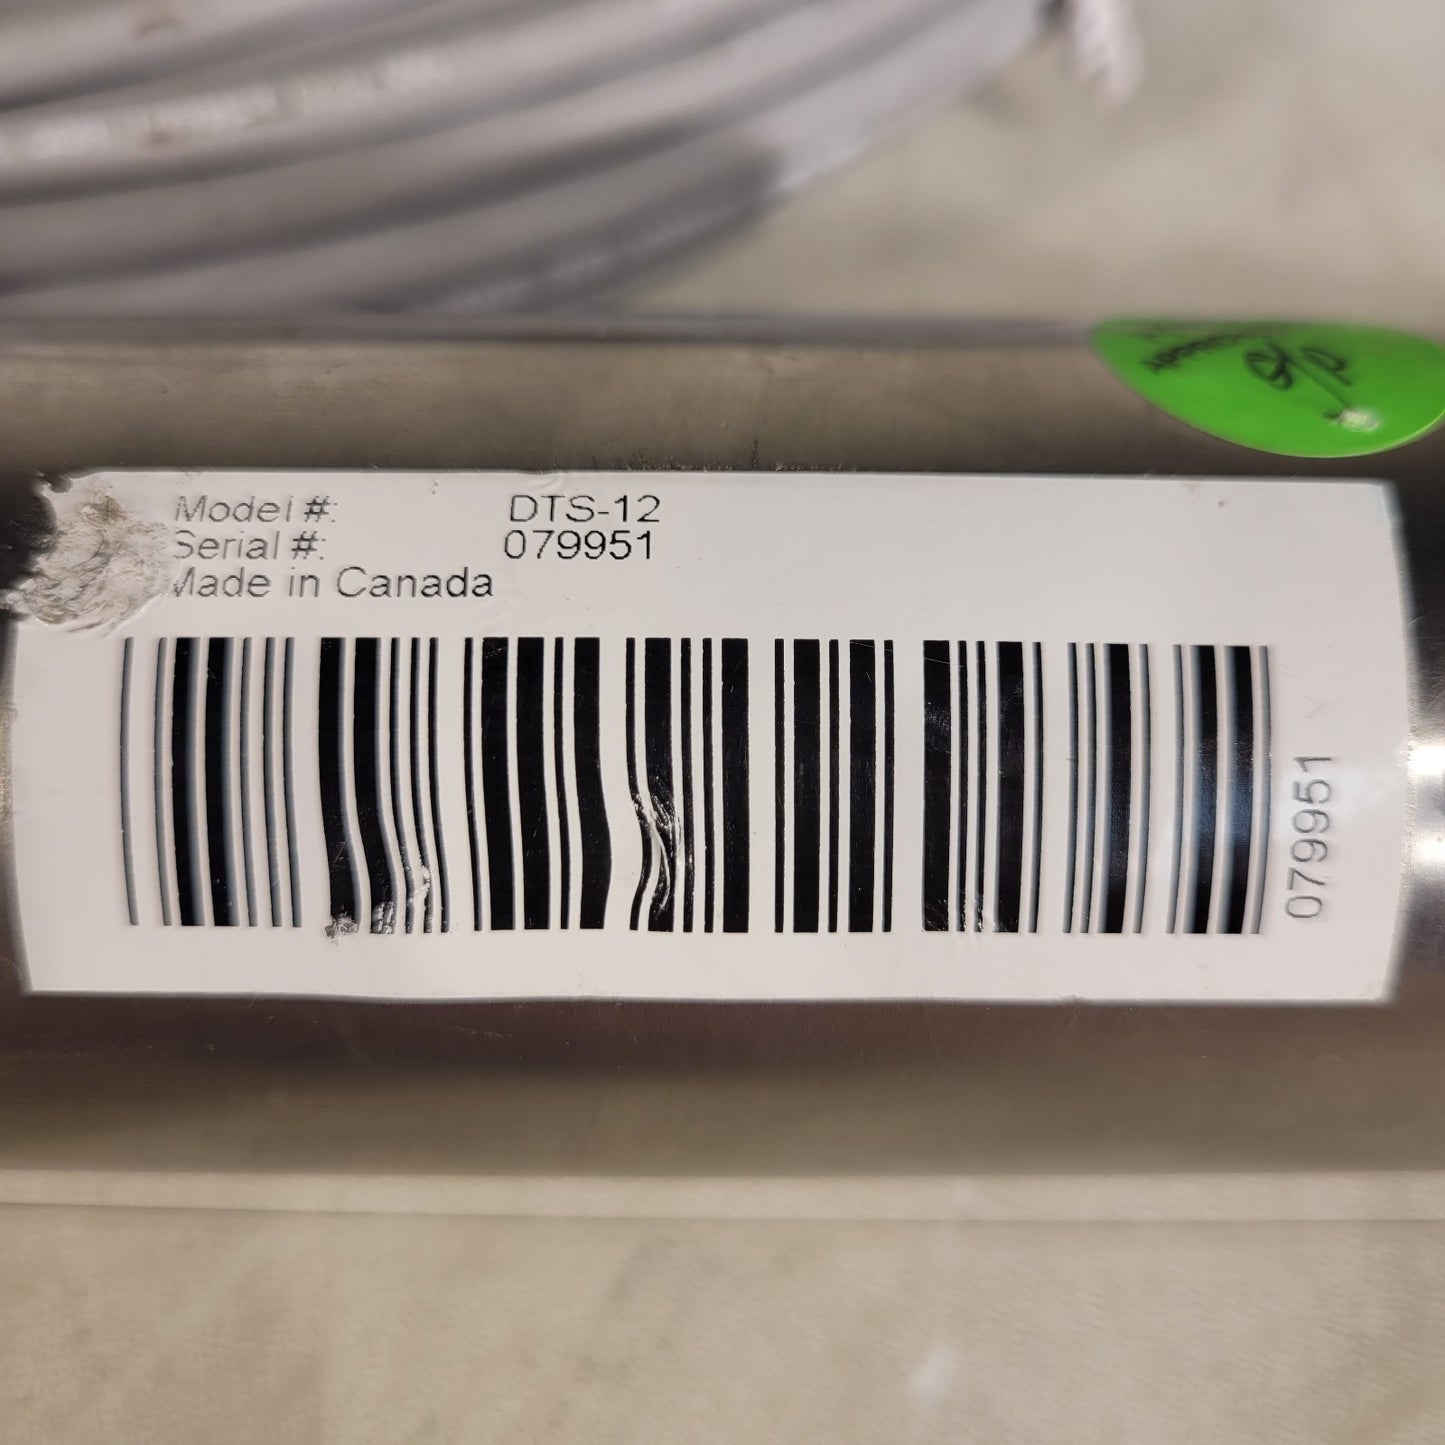 Model #: DTS-12
Serial #: 079951
Made in Canada
079951